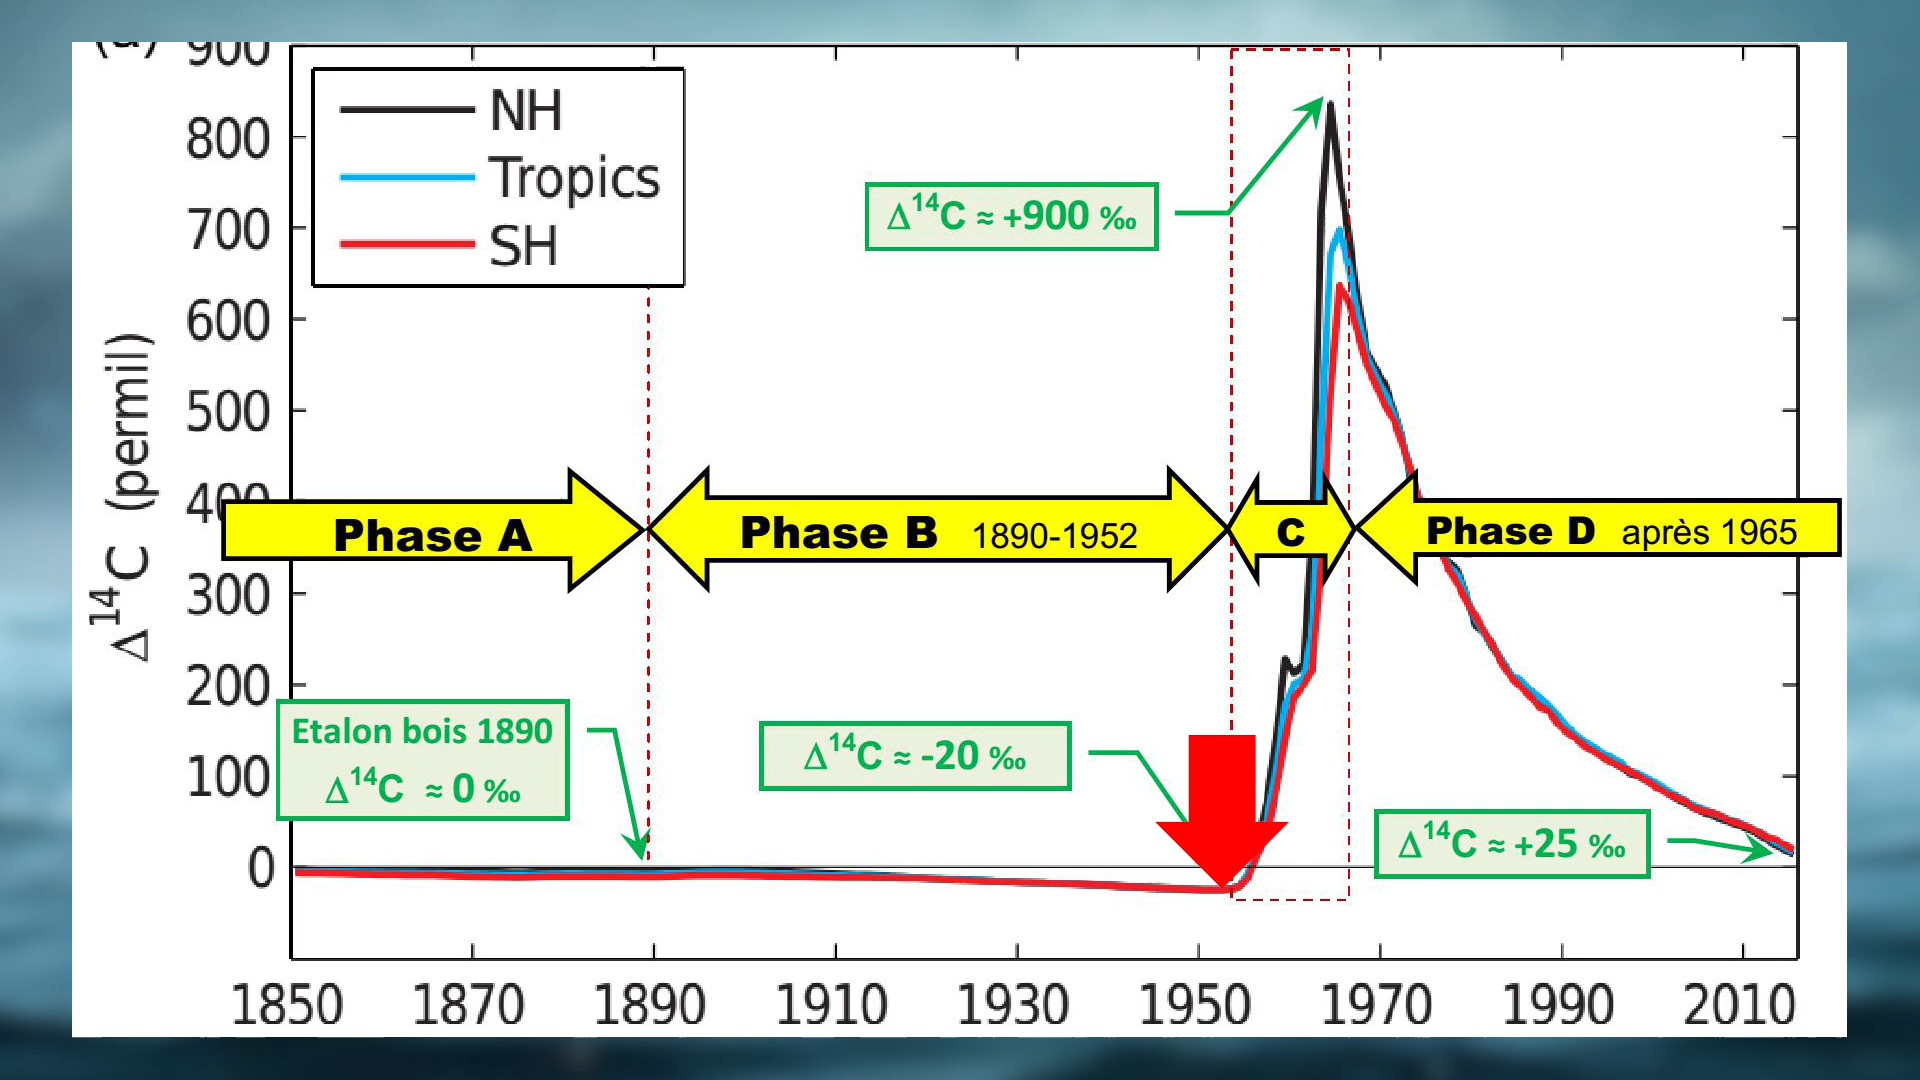 (a)
900
800
700
600
500
400
300
200
100
0
Δ¹⁴C (permil)
NH
Tropics
SH
Δ¹⁴C ≈ +900 ‰
Phase A
Phase B 1890-1952
C
Phase D après 1965
Etalon bois 1890
Δ¹⁴C ≈ 0 ‰
Δ¹⁴C ≈ -20 ‰
Δ¹⁴C ≈ +25 ‰
1850 1870 1890 1910 1930 1950 1970 1990 2010